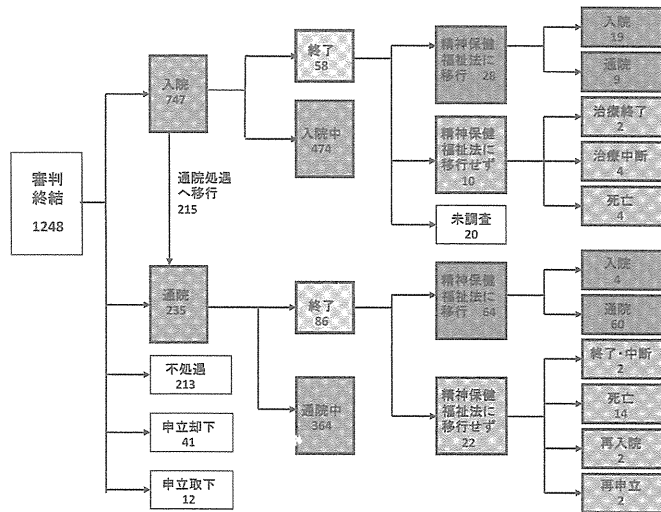 審判
終結
1248
入院
747
通院処遇
へ移行
215
通院
235
不処遇
213
申立却下
41
申立取下
12
終了
58
入院中
474
終了
86
通院中
364
精神保健
福祉法に
移行 28
精神保健
福祉法に
移行せず
10
未調査
20
精神保健
福祉法に
移行 64
精神保健
福祉法に
移行せず
22
入院
19
通院
9
治療終了
2
治療中断
4
死亡
4
入院
4
通院
60
終了・中断
2
死亡
14
再入院
2
再申立
2